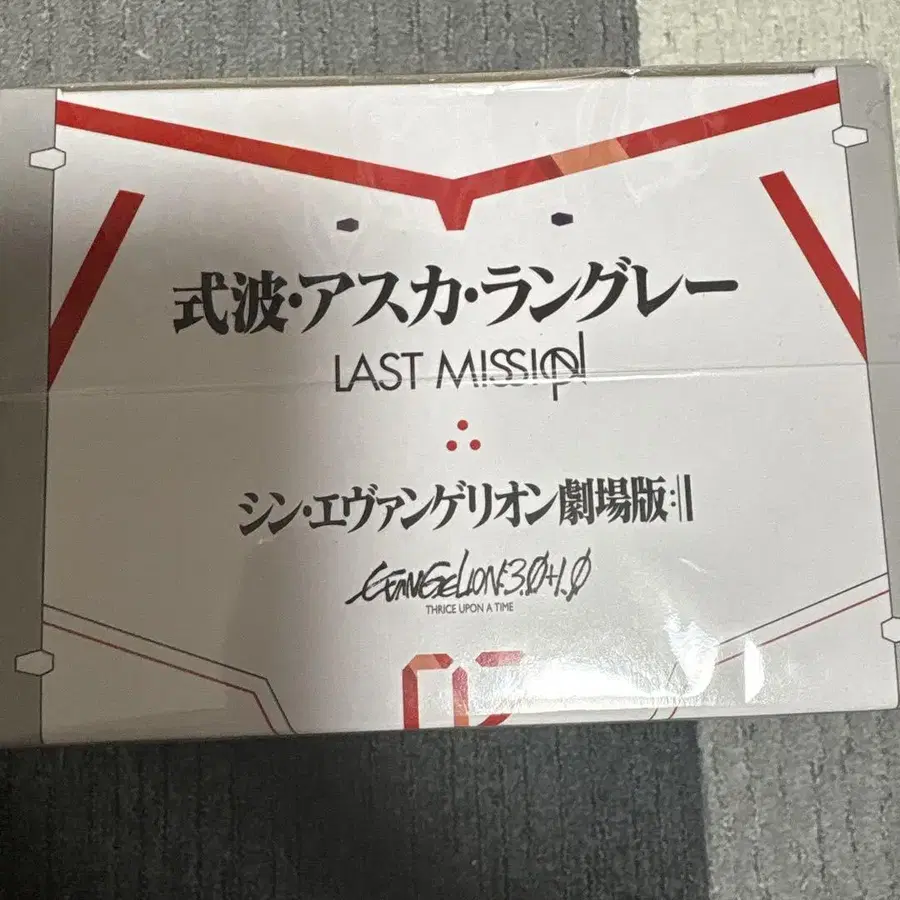 式波・アスカ・ラングレー
LAST MISSION
シン・エヴァンゲリオン劇場版:||
EVANGELION:3.0+1.0
THRICE UPON A TIME